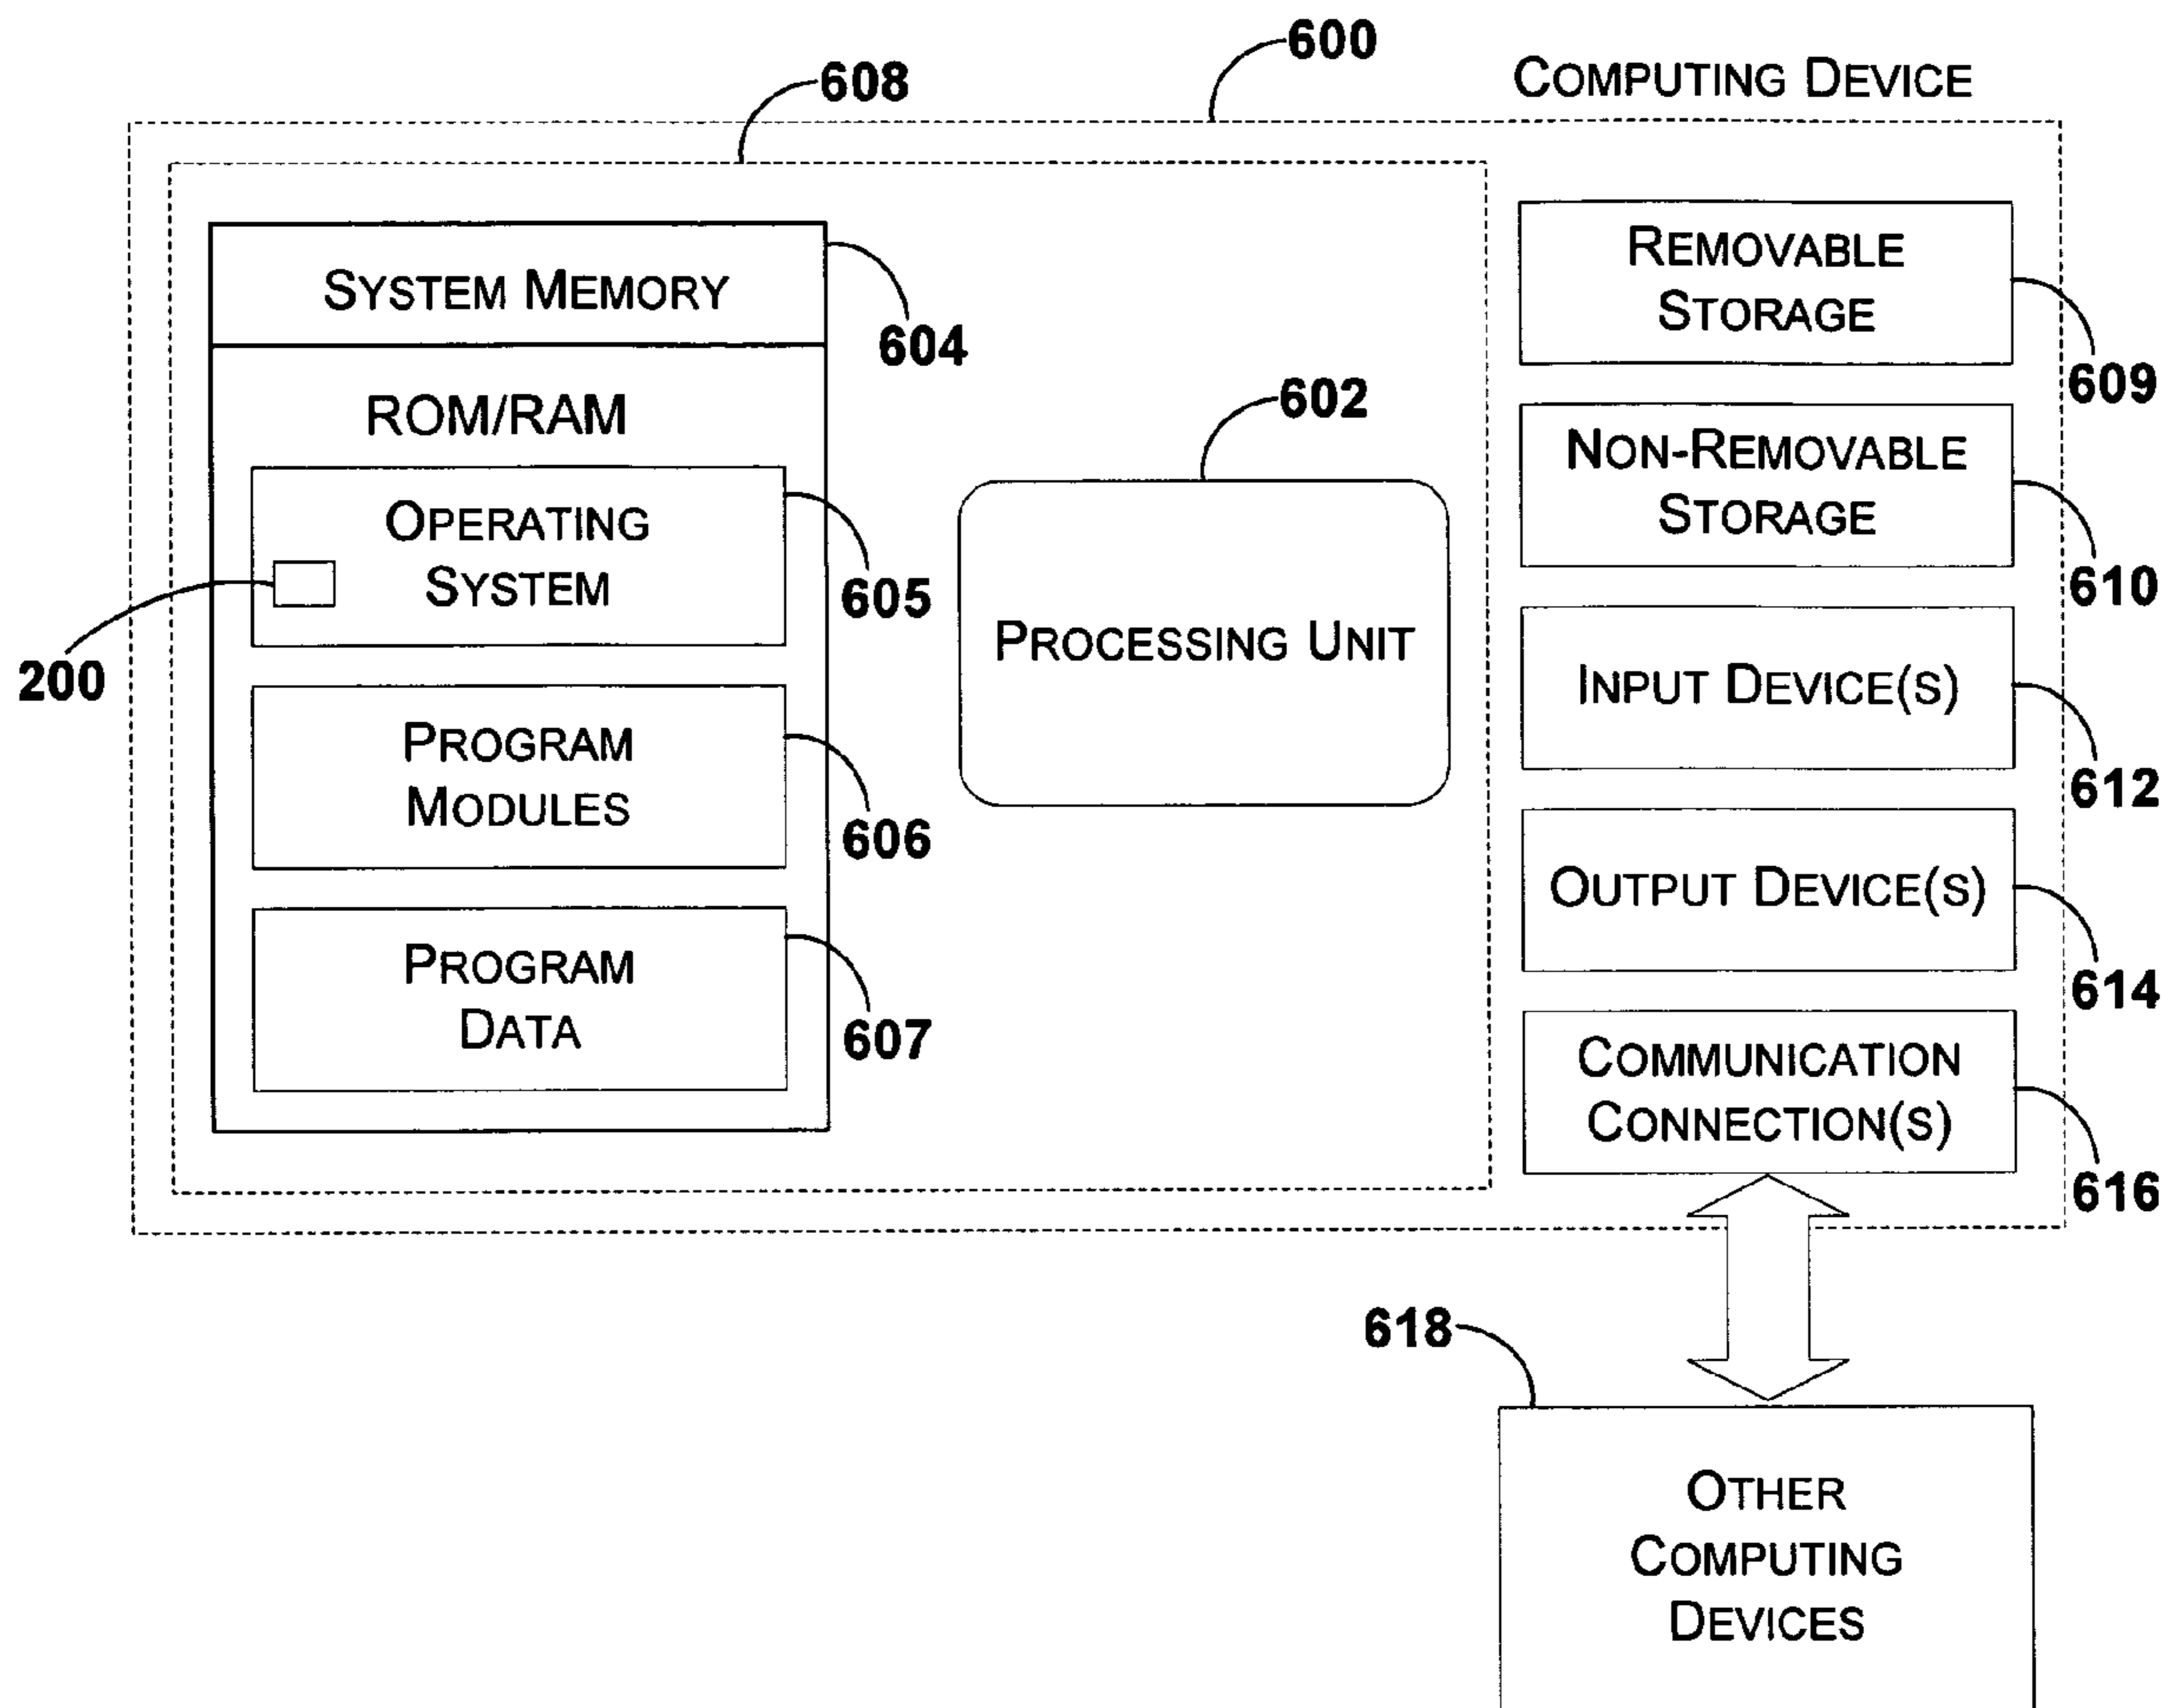 600
COMPUTING DEVICE
608
SYSTEM MEMORY
604
ROM/RAM
OPERATING
SYSTEM
605
200
PROGRAM
MODULES
606
PROGRAM
DATA
607
602
PROCESSING UNIT
REMOVABLE
STORAGE
609
NON-REMOVABLE
STORAGE
610
INPUT DEVICE(S)
612
OUTPUT DEVICE(S)
614
COMMUNICATION
CONNECTION(S)
616
618
OTHER
COMPUTING
DEVICES